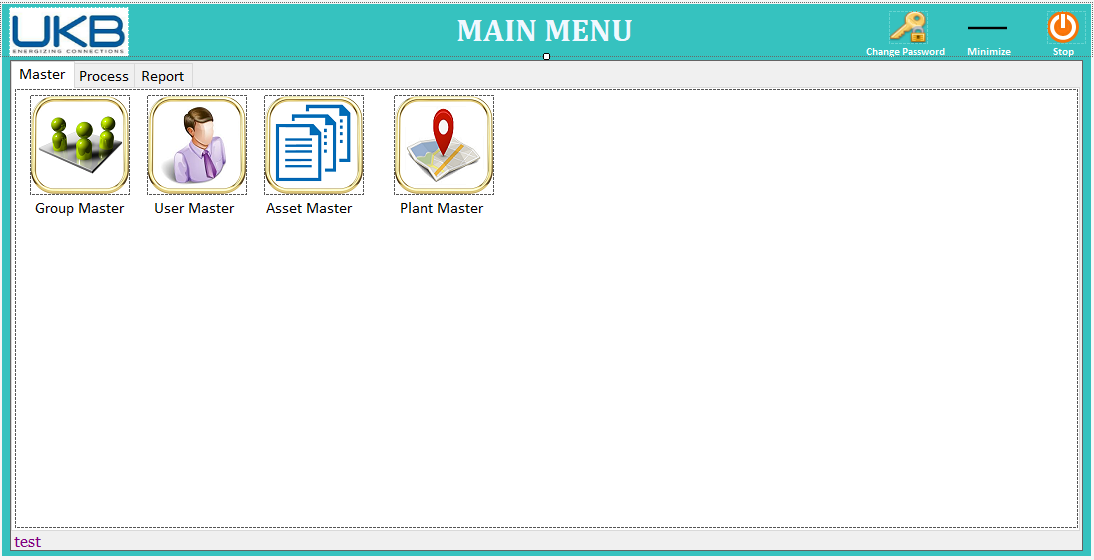 UKB
ENERGIZING CONNECTIONS
MAIN MENU
Change Password
Minimize
Stop
Master
Process
Report
Group Master
User Master
Asset Master
Plant Master
test